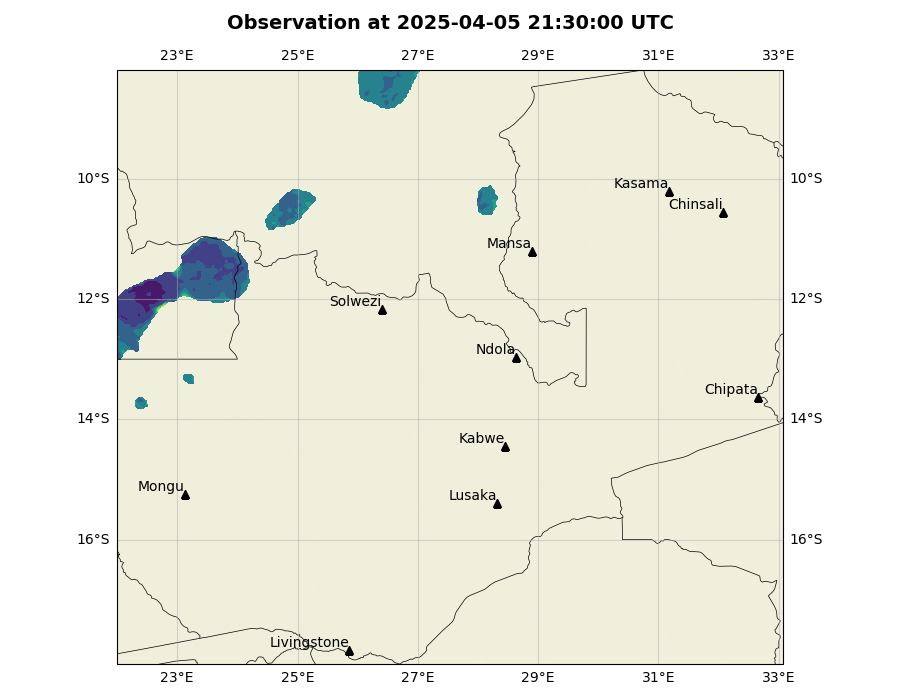 Observation at 2025-04-05 21:30:00 UTC
23°E 25°E 27°E 29°E 31°E 33°E
10°S 10°S
Kasama
Chinsali
Mansa
12°S 12°S
Solwezi
Ndola
Chipata
14°S 14°S
Kabwe
Mongu
Lusaka
16°S 16°S
Livingstone
23°E 25°E 27°E 29°E 31°E 33°E